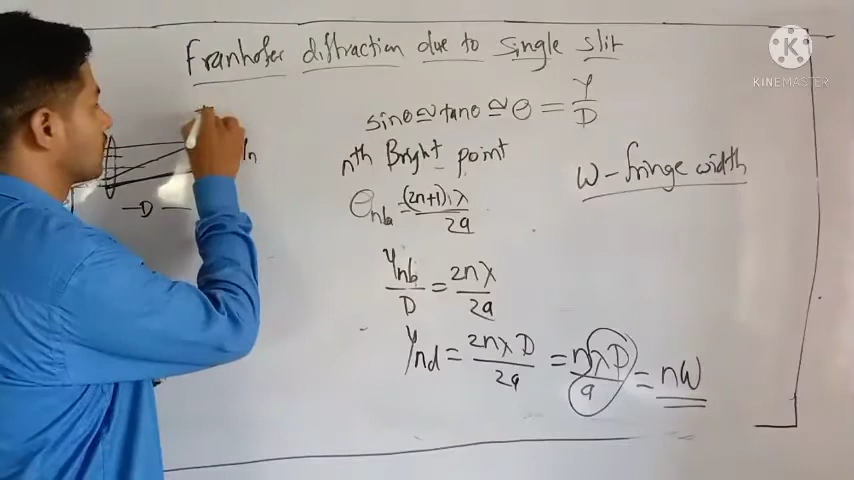 Franhofer diffraction due to single slit
sinθ≅tanθ≅θ=Y/D
nth Bright point
W-fringe width
θnb=(2n+1)λ/2a
Ynb/D=2nλ/2a
Ynd=2nλD/2a=nλD/a=nW
D
K
KINEMASTER